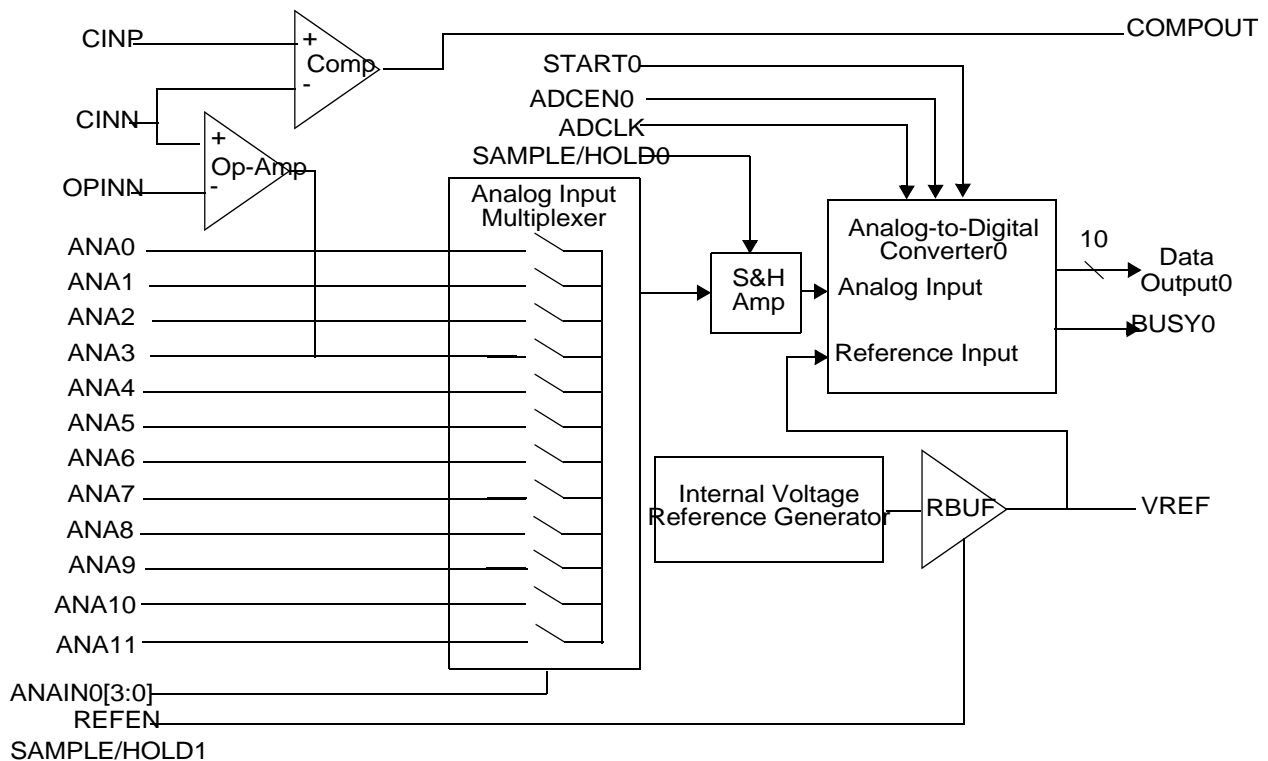 CINP
+
Comp
-
COMPOUT
START0
ADCEN0
CINN
ADCLK
+
Op-Amp
-
SAMPLE/HOLD0
OPINN
Analog Input
Multiplexer
Analog-to-Digital
Converter0
Analog Input
Reference Input
S&H
Amp
10
Data
Output0
BUSY0
ANA0
ANA1
ANA2
ANA3
ANA4
ANA5
ANA6
ANA7
ANA8
ANA9
ANA10
ANA11
Internal Voltage
Reference Generator
RBUF
VREF
ANAIN0[3:0]
REFEN
SAMPLE/HOLD1